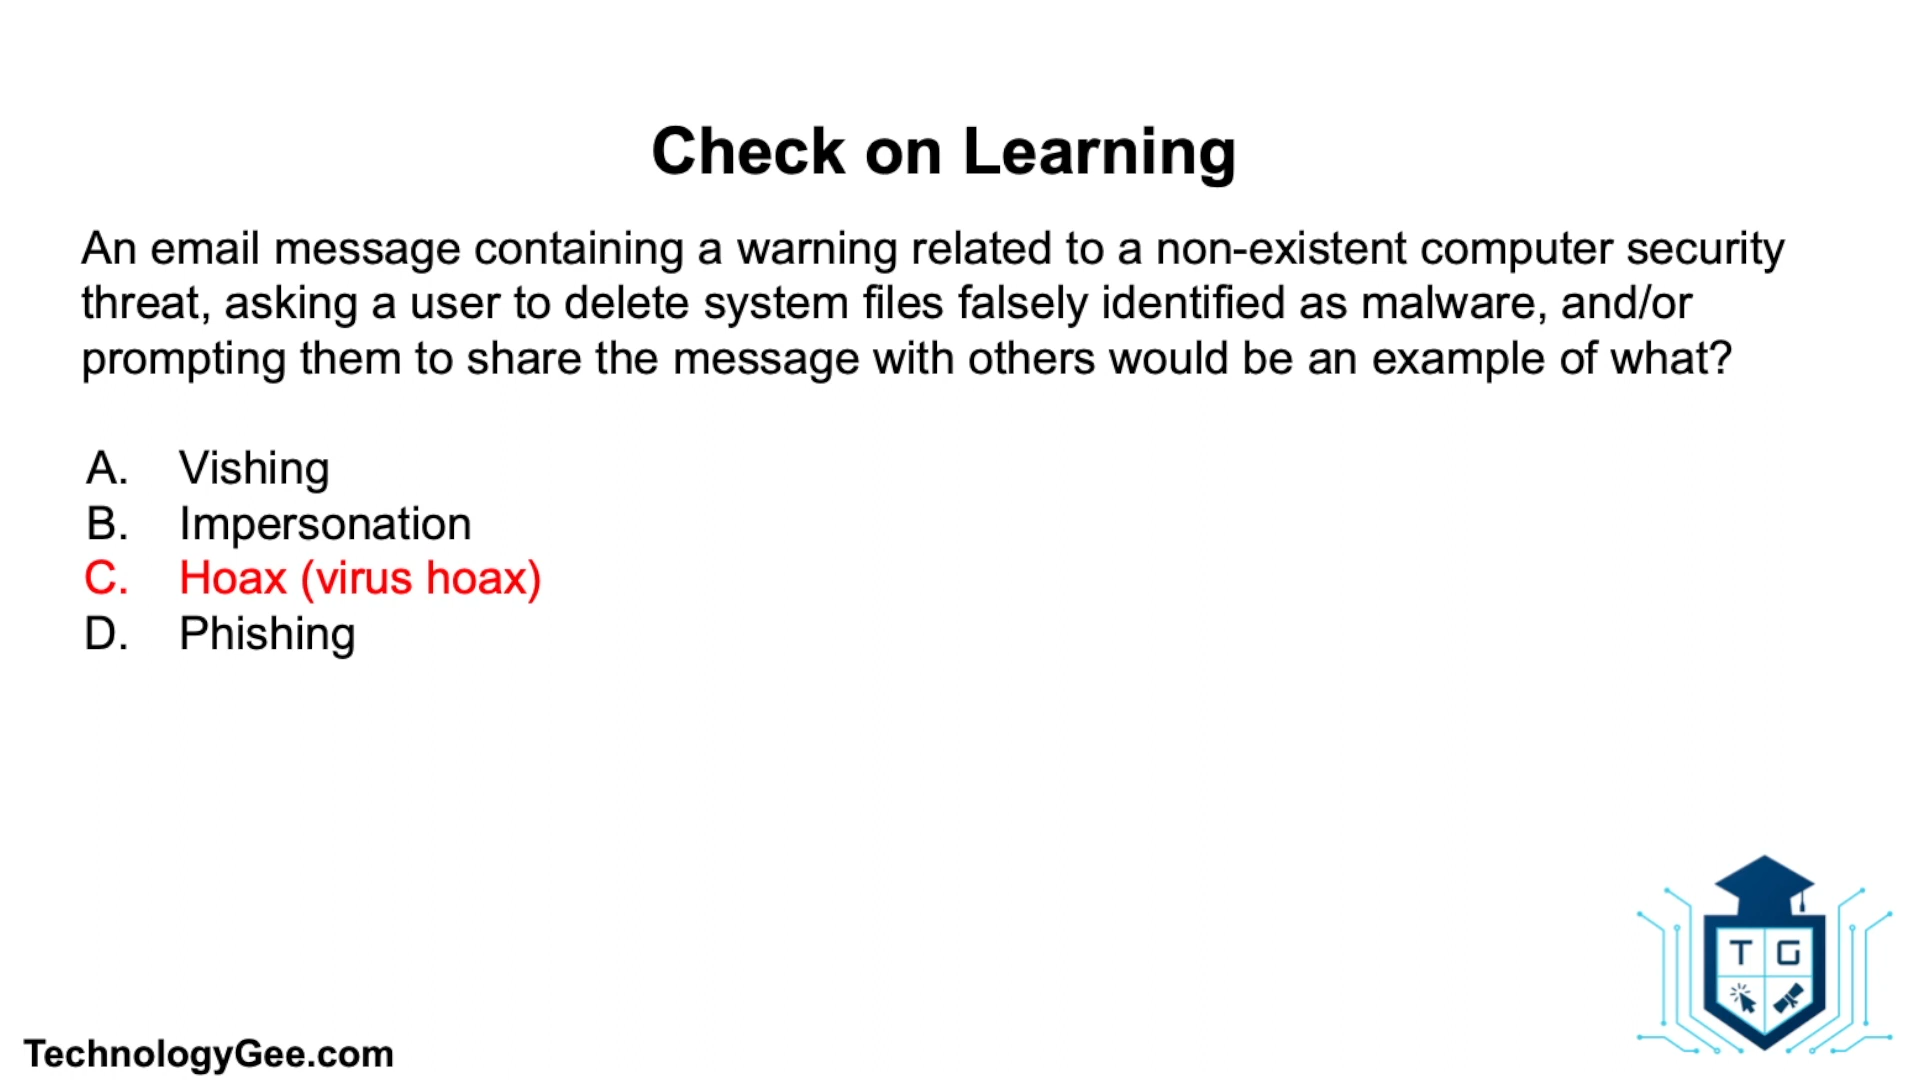 Check on Learning
An email message containing a warning related to a non-existent computer security
threat, asking a user to delete system files falsely identified as malware, and/or
prompting them to share the message with others would be an example of what?
A. Vishing
B. Impersonation
C. Hoax (virus hoax)
D. Phishing
T G
TechnologyGee.com